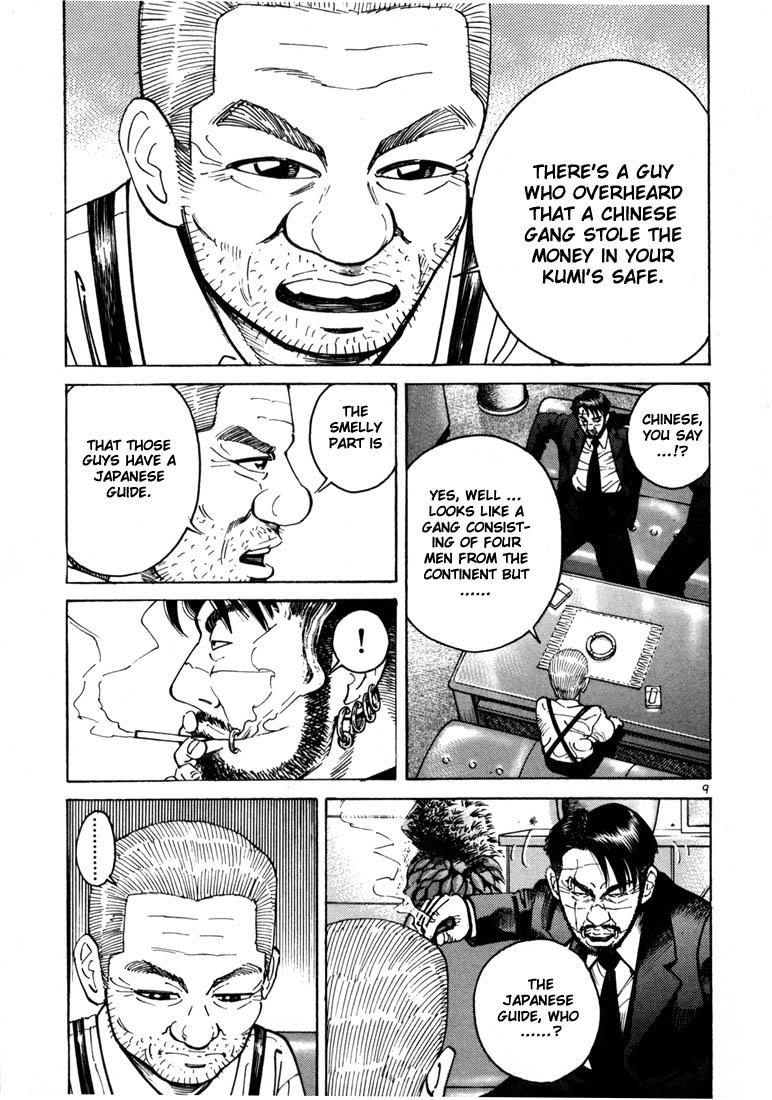 THERE'S A GUY
WHO OVERHEARD
THAT A CHINESE
GANG STOLE THE
MONEY IN YOUR
KUMI'S SAFE.
CHINESE,
YOU SAY
...!?
YES, WELL ...
LOOKS LIKE A
GANG CONSIST-
ING OF FOUR
MEN FROM THE
CONTINENT BUT
......
THE
SMELLY
PART IS
THAT THOSE
GUYS HAVE A
JAPANESE
GUIDE.
!
9
THE
JAPANESE
GUIDE, WHO
......?
........